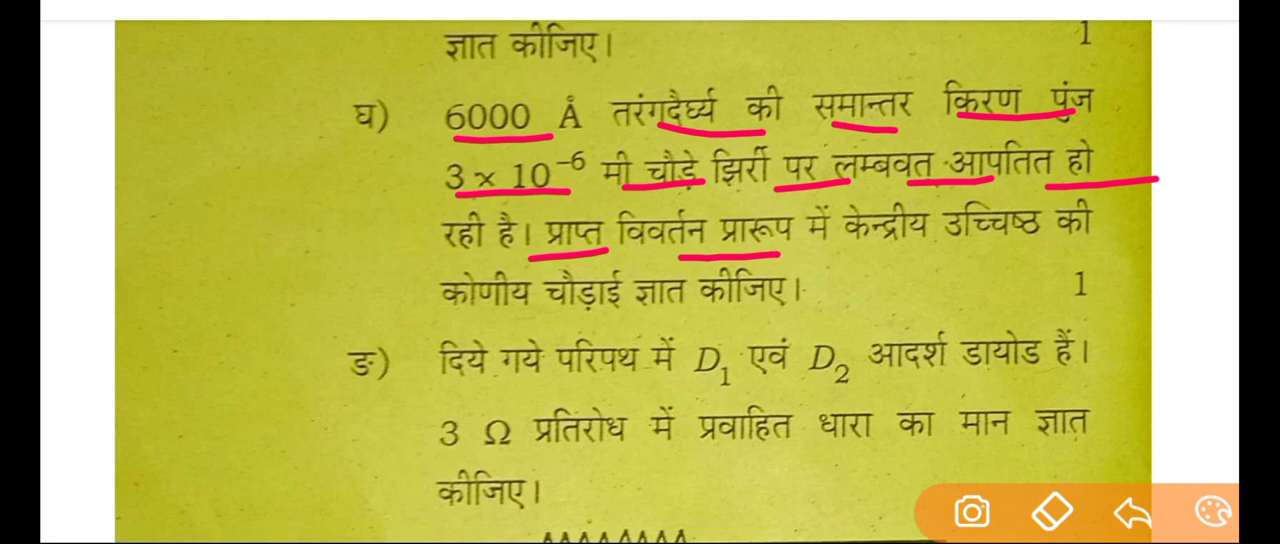 ज्ञात कीजिए। 1
घ) 6000 Å तरंगदैर्घ्य की समान्तर किरण पुंज
3 × 10⁻⁶ मी चौड़े झिर्री पर लम्बवत आपतित हो
रही है। प्राप्त विवर्तन प्रारूप में केन्द्रीय उच्चिष्ठ की
कोणीय चौड़ाई ज्ञात कीजिए। 1
ङ) दिये गये परिपथ में D₁ एवं D₂ आदर्श डायोड हैं।
3 Ω प्रतिरोध में प्रवाहित धारा का मान ज्ञात
कीजिए।